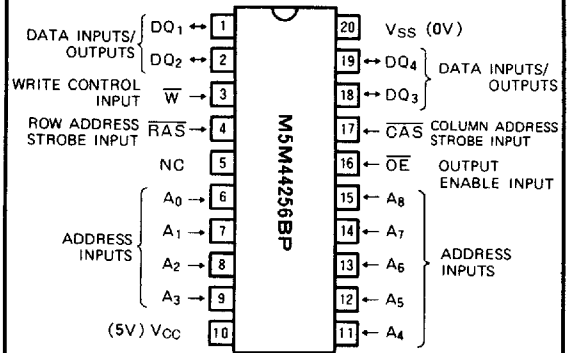 DATA INPUTS/
OUTPUTS
DQ1 ↔ 1
DQ2 ↔ 2
WRITE CONTROL
INPUT
W̅ → 3
ROW ADDRESS
STROBE INPUT
R̅A̅S̅ → 4
NC 5
ADDRESS
INPUTS
A0 → 6
A1 → 7
A2 → 8
A3 → 9
(5V) VCC 10
M5M44256BP
20 VSS (0V)
19 ↔ DQ4
18 ↔ DQ3
DATA INPUTS/
OUTPUTS
17 ← C̅A̅S̅ COLUMN ADDRESS
STROBE INPUT
16 ← O̅E̅ OUTPUT
ENABLE INPUT
15 ← A8
14 ← A7
13 ← A6
12 ← A5
11 ← A4
ADDRESS
INPUTS